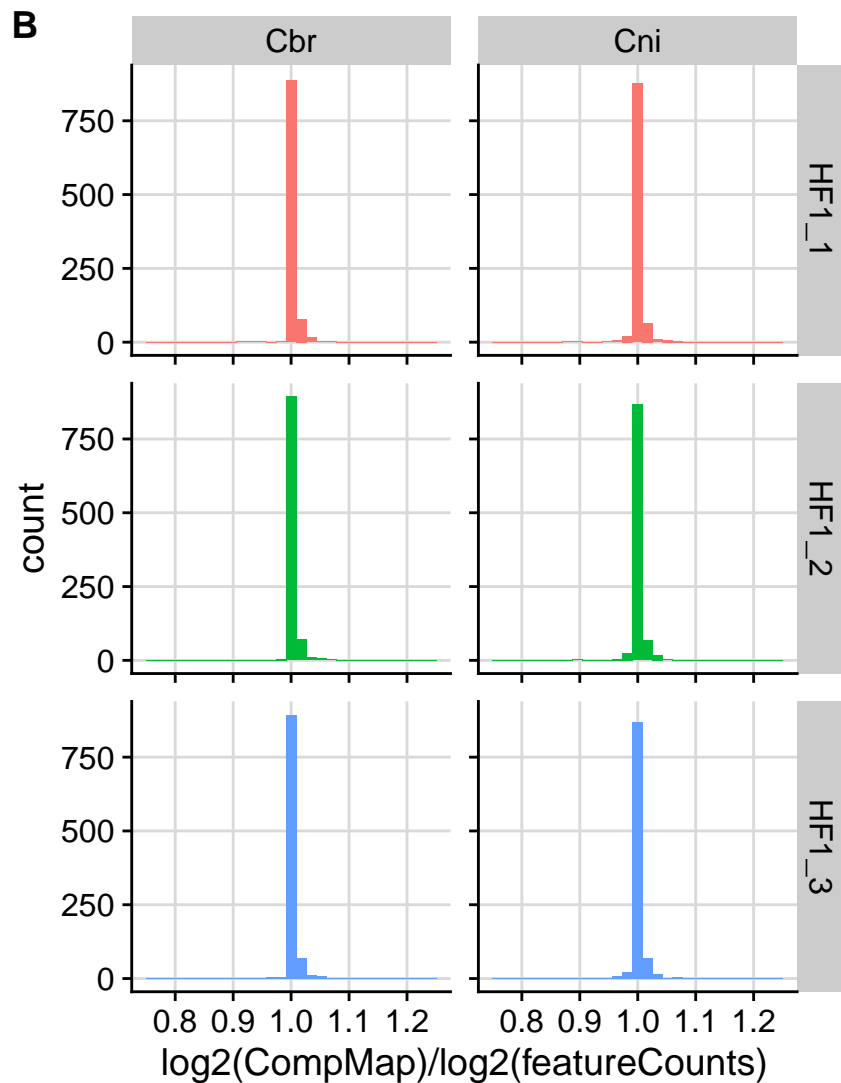 B
Cbr Cni
750
500
250
0
HF1_1
750
500
250
0
HF1_2
750
500
250
0
HF1_3
count
0.8 0.9 1.0 1.1 1.2 0.8 0.9 1.0 1.1 1.2
log2(CompMap)/log2(featureCounts)